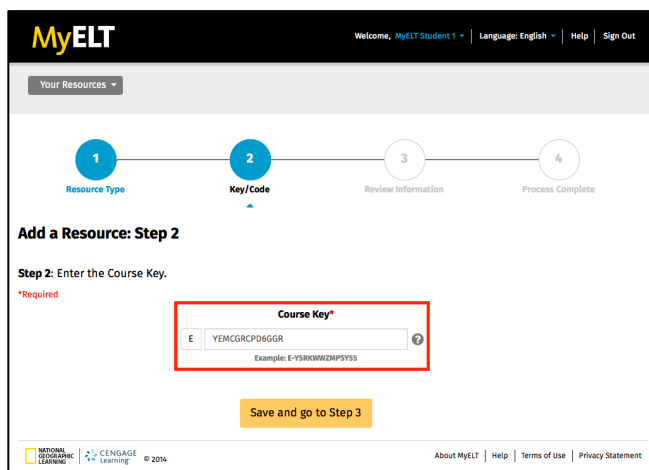 MyELT
Welcome, MyELT Student 1 | Language: English | Help | Sign Out
Your Resources
1 2 3 4
Resource Type Key/Code Review Information Process Complete
Add a Resource: Step 2
Step 2: Enter the Course Key.
*Required
Course Key*
E YEMCGRCPD6GGR ?
Example: E-Y5RKWWZMPSY55
Save and go to Step 3
NATIONAL
GEOGRAPHIC
LEARNING
CENGAGE
Learning
© 2014
About MyELT | Help | Terms of Use | Privacy Statement